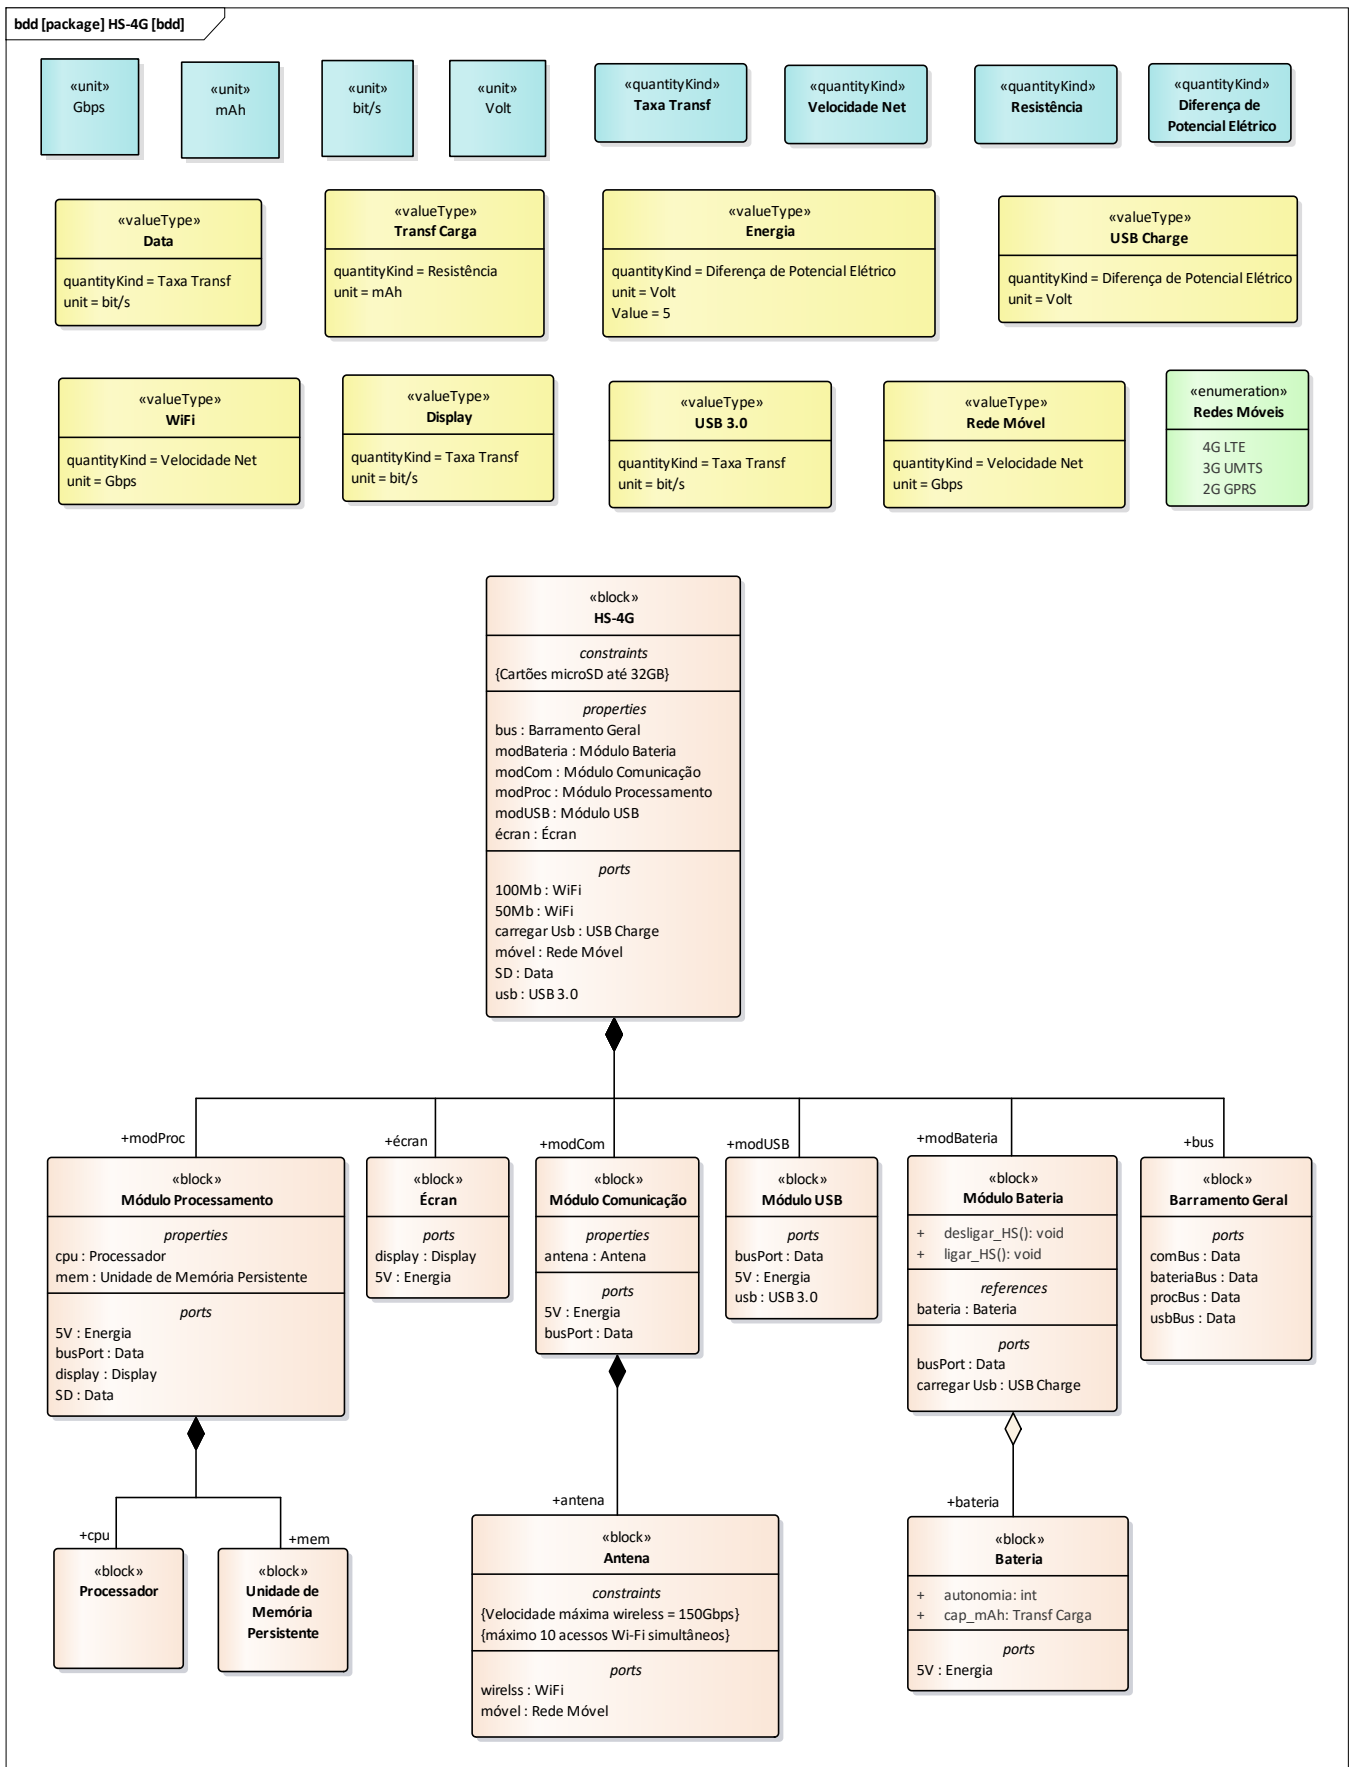 bdd [package] HS-4G [bdd]
«unit»
Gbps
«unit»
mAh
«unit»
bit/s
«unit»
Volt
«quantityKind»
Taxa Transf
«quantityKind»
Velocidade Net
«quantityKind»
Resistência
«quantityKind»
Diferença de
Potencial Elétrico
«valueType»
Data
quantityKind = Taxa Transf
unit = bit/s
«valueType»
Transf Carga
quantityKind = Resistência
unit = mAh
«valueType»
Energia
quantityKind = Diferença de Potencial Elétrico
unit = Volt
Value = 5
«valueType»
USB Charge
quantityKind = Diferença de Potencial Elétrico
unit = Volt
«valueType»
WiFi
quantityKind = Velocidade Net
unit = Gbps
«valueType»
Display
quantityKind = Taxa Transf
unit = bit/s
«valueType»
USB 3.0
quantityKind = Taxa Transf
unit = bit/s
«valueType»
Rede Móvel
quantityKind = Velocidade Net
unit = Gbps
«enumeration»
Redes Móveis
4G LTE
3G UMTS
2G GPRS
«block»
HS-4G
constraints
{Cartões microSD até 32GB}
properties
bus : Barramento Geral
modBateria : Módulo Bateria
modCom : Módulo Comunicação
modProc : Módulo Processamento
modUSB : Módulo USB
écran : Écran
ports
100Mb : WiFi
50Mb : WiFi
carregar Usb : USB Charge
móvel : Rede Móvel
SD : Data
usb : USB 3.0
+modProc
«block»
Módulo Processamento
properties
cpu : Processador
mem : Unidade de Memória Persistente
ports
5V : Energia
busPort : Data
display : Display
SD : Data
+écran
«block»
Écran
ports
display : Display
5V : Energia
+modCom
«block»
Módulo Comunicação
properties
antena : Antena
ports
5V : Energia
busPort : Data
+modUSB
«block»
Módulo USB
ports
busPort : Data
5V : Energia
usb : USB 3.0
+modBateria
«block»
Módulo Bateria
+ desligar_HS(): void
+ ligar_HS(): void
references
bateria : Bateria
ports
busPort : Data
carregar Usb : USB Charge
+bus
«block»
Barramento Geral
ports
comBus : Data
bateriaBus : Data
procBus : Data
usbBus : Data
+cpu
«block»
Processador
+mem
«block»
Unidade de
Memória
Persistente
+antena
«block»
Antena
constraints
{Velocidade máxima wireless = 150Gbps}
{máximo 10 acessos Wi-Fi simultâneos}
ports
wirelss : WiFi
móvel : Rede Móvel
+bateria
«block»
Bateria
+ autonomia: int
+ cap_mAh: Transf Carga
ports
5V : Energia